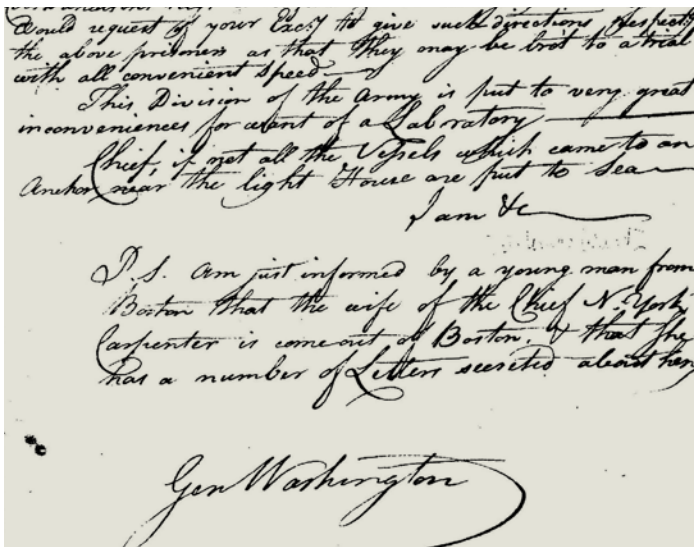 would request of your Excy to give such directions respectg
the above prisoners as that they may be brot to a trial
with all convenient speed —
This Division of the Army is put to very great
inconveniences for want of a Labratory —
Chief, if not all the Vessels which came to an
Anchor near the light House are put to Sea —
I am &c
P.S. am just informed by a young man from
Boston that the wife of the Chief N. York
Carpenter is come out of Boston, & that she
has a number of Letters secreted about her
Gen Washington